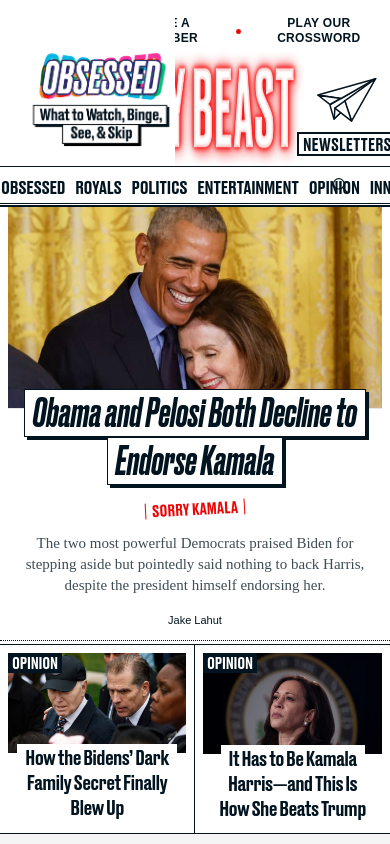 E A
BER
PLAY OUR
CROSSWORD
OBSESSED
What to Watch, Binge,
See, & Skip
Y BEAST
NEWSLETTERS
OBSESSED ROYALS POLITICS ENTERTAINMENT OPINION INN
Obama and Pelosi Both Decline to
Endorse Kamala
SORRY KAMALA
The two most powerful Democrats praised Biden for
stepping aside but pointedly said nothing to back Harris,
despite the president himself endorsing her.
Jake Lahut
OPINION
How the Bidens’ Dark
Family Secret Finally
Blew Up
OPINION
It Has to Be Kamala
Harris—and This Is
How She Beats Trump